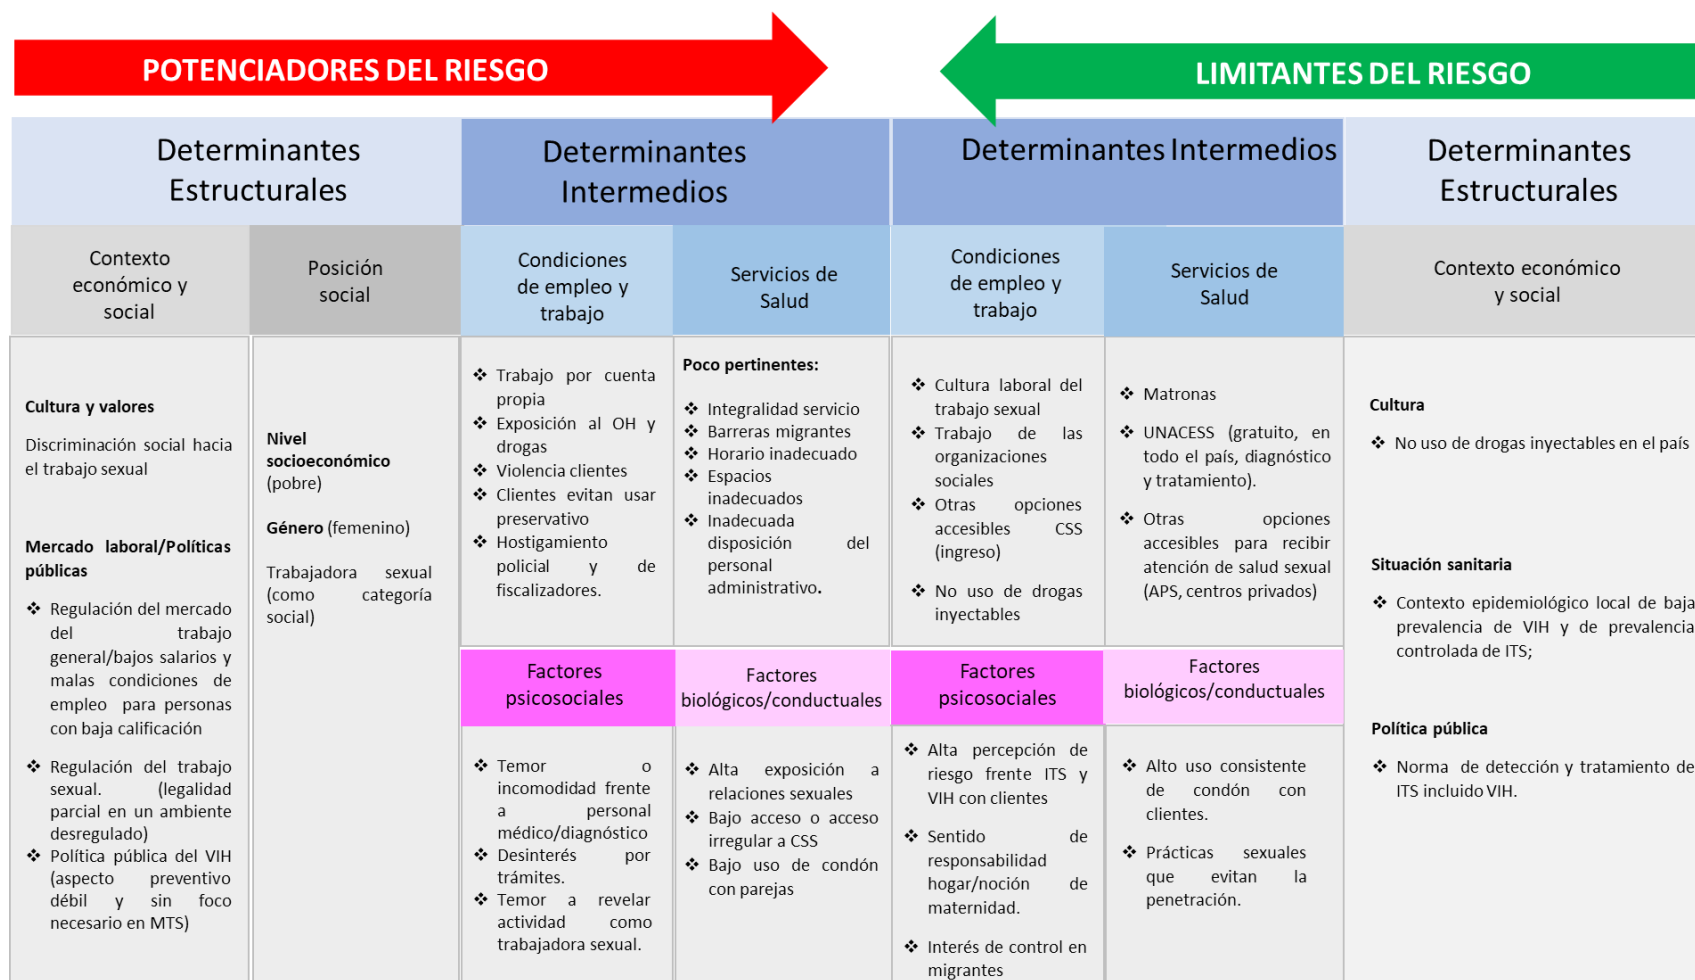 POTENCIADORES DEL RIESGO
LIMITANTES DEL RIESGO
Determinantes
Estructurales
Determinantes
Intermedios
Determinantes Intermedios
Determinantes
Estructurales
Contexto
económico y
social
Posición
social
Condiciones
de empleo y
trabajo
Servicios de
Salud
Condiciones
de empleo y
trabajo
Servicios de
Salud
Contexto económico
y social
Cultura y valores
Discriminación social hacia
el trabajo sexual
Mercado laboral/Políticas
públicas
❖ Regulación del mercado
del trabajo
general/bajos salarios y
malas condiciones de
empleo para personas
con baja calificación
❖ Regulación del trabajo
sexual. (legalidad
parcial en un ambiente
desregulado)
❖ Política pública del VIH
(aspecto preventivo
débil y sin foco
necesario en MTS)
Nivel
socioeconómico
(pobre)
Género (femenino)
Trabajadora sexual
(como categoría
social)
❖ Trabajo por cuenta
propia
❖ Exposición al OH y
drogas
❖ Violencia clientes
❖ Clientes evitan usar
preservativo
❖ Hostigamiento
policial y de
fiscalizadores.
Poco pertinentes:
❖ Integralidad servicio
❖ Barreras migrantes
❖ Horario inadecuado
❖ Espacios
inadecuados
❖ Inadecuada
disposición del
personal
administrativo.
❖ Cultura laboral del
trabajo sexual
❖ Trabajo de las
organizaciones
sociales
❖ Otras opciones
accesibles CSS
(ingreso)
❖ No uso de drogas
inyectables
❖ Matronas
❖ UNACESS (gratuito, en
todo el país, diagnóstico
y tratamiento).
❖ Otras opciones
accesibles para recibir
atención de salud sexual
(APS, centros privados)
Cultura
❖ No uso de drogas inyectables en el país
Situación sanitaria
❖ Contexto epidemiológico local de baja
prevalencia de VIH y de prevalencia
controlada de ITS;
Política pública
❖ Norma de detección y tratamiento de
ITS incluido VIH.
Factores
psicosociales
Factores
biológicos/conductuales
Factores
psicosociales
Factores
biológicos/conductuales
❖ Temor o
incomodidad frente
a personal
médico/diagnóstico
❖ Desinterés por
trámites.
❖ Temor a revelar
actividad como
trabajadora sexual.
❖ Alta exposición a
relaciones sexuales
❖ Bajo acceso o acceso
irregular a CSS
❖ Bajo uso de condón
con parejas
❖ Alta percepción de
riesgo frente ITS y
VIH con clientes
❖ Sentido de
responsabilidad
hogar/noción de
maternidad.
❖ Interés de control en
migrantes
❖ Alto uso consistente
de condón con
clientes.
❖ Prácticas sexuales
que evitan la
penetración.